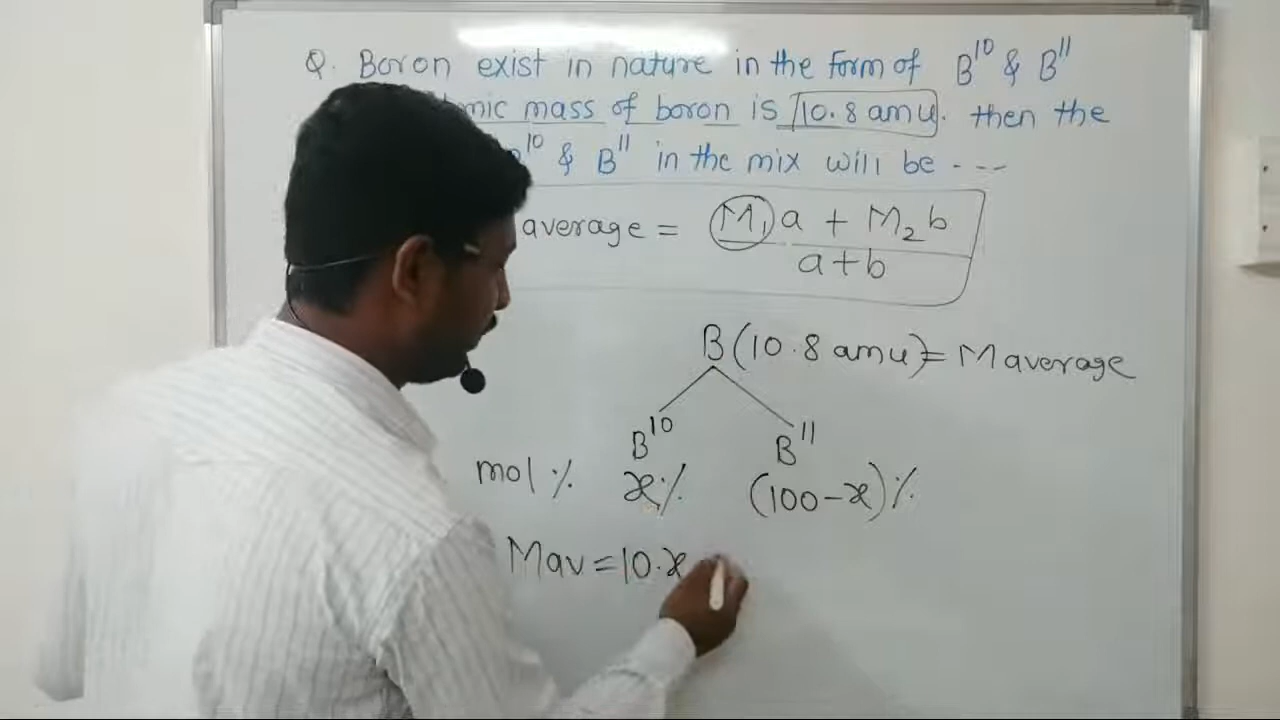 Q. Boron exist in nature in the form of B¹⁰ & B¹¹
mic mass of boron is 10.8 amu. then the
¹⁰ & B¹¹ in the mix will be ----
average = M₁a + M₂b
a+b
B(10.8 amu) = M average
B¹⁰ B¹¹
mol % x% (100-x)%
Mav = 10.x